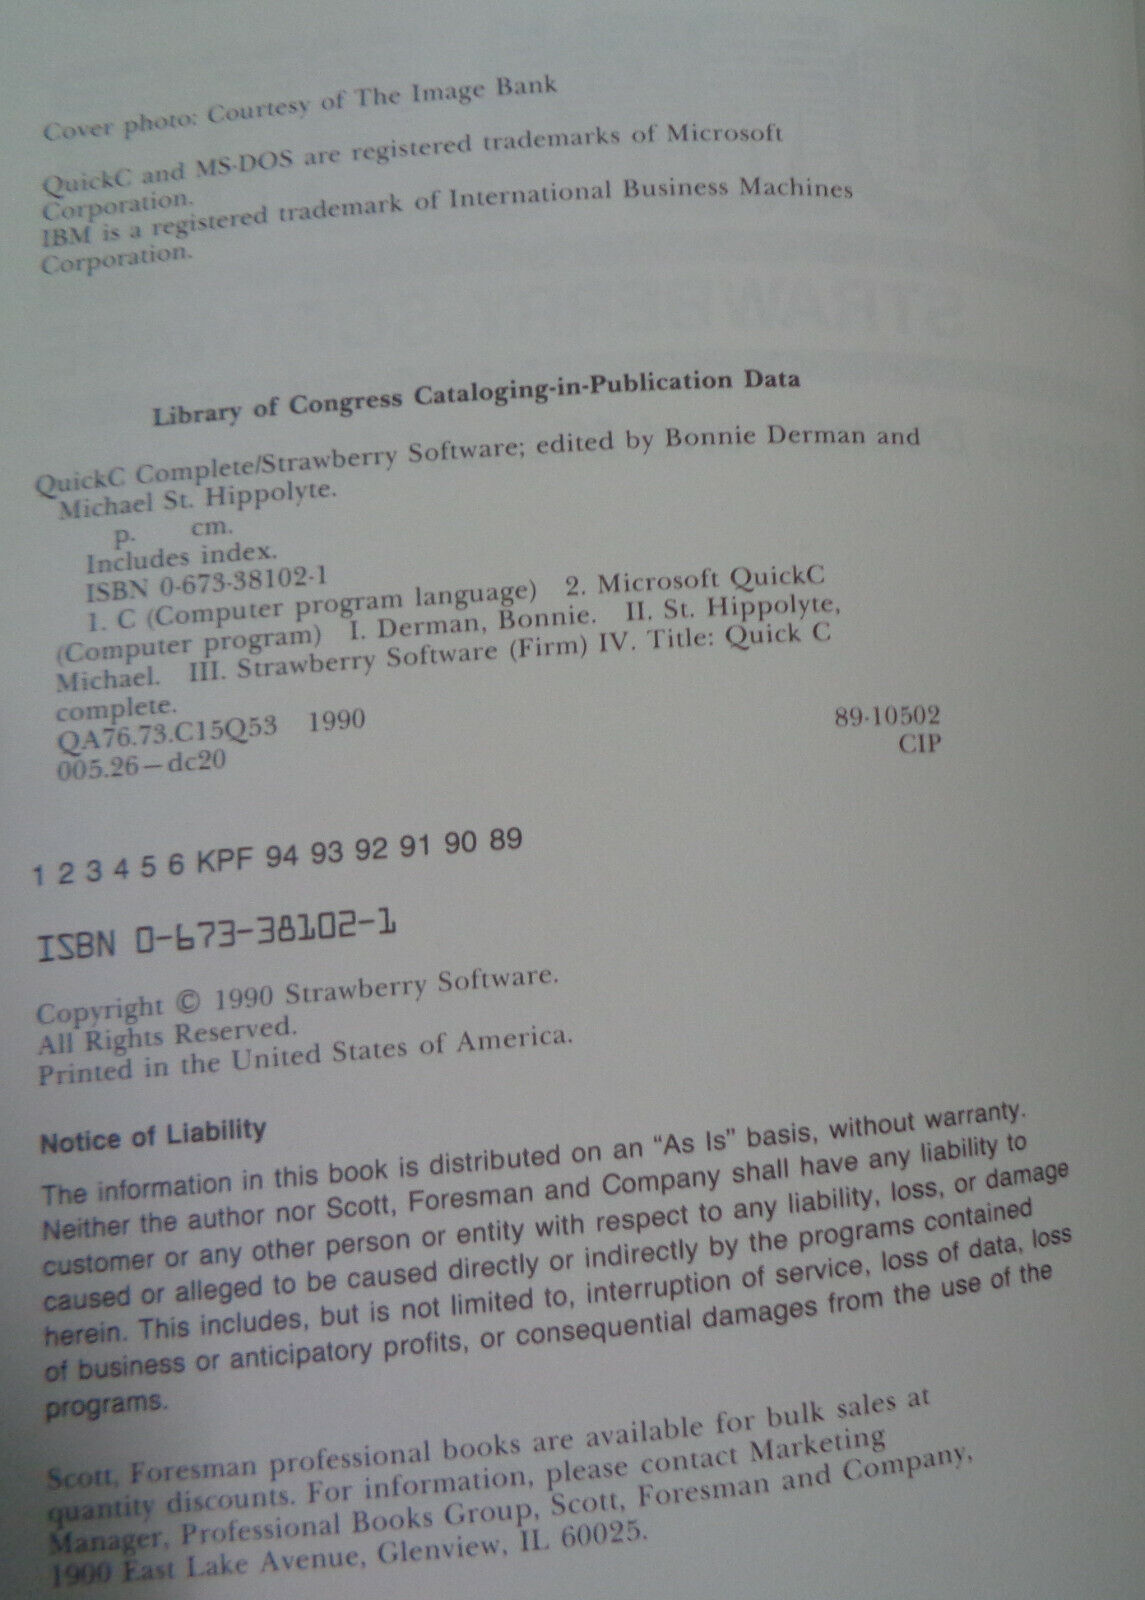 Cover photo: Courtesy of The Image Bank
QuickC and MS-DOS are registered trademarks of Microsoft
Corporation.
IBM is a registered trademark of International Business Machines
Corporation.
Library of Congress Cataloging-in-Publication Data
QuickC Complete/Strawberry Software; edited by Bonnie Derman and
Michael St. Hippolyte.
p. cm.
Includes index.
ISBN 0-673-38102-1
1. C (Computer program language) 2. Microsoft QuickC
(Computer program) I. Derman, Bonnie. II. St. Hippolyte,
Michael. III. Strawberry Software (Firm) IV. Title: Quick C
complete.
QA76.73.C15Q53 1990 89-10502
005.26—dc20 CIP
1 2 3 4 5 6 KPF 94 93 92 91 90 89
ISBN 0-673-38102-1
Copyright © 1990 Strawberry Software.
All Rights Reserved.
Printed in the United States of America.
Notice of Liability
The information in this book is distributed on an “As Is” basis, without warranty.
Neither the author nor Scott, Foresman and Company shall have any liability to
customer or any other person or entity with respect to any liability, loss, or damage
caused or alleged to be caused directly or indirectly by the programs contained
herein. This includes, but is not limited to, interruption of service, loss of data, loss
of business or anticipatory profits, or consequential damages from the use of the
programs.
Scott, Foresman professional books are available for bulk sales at
quantity discounts. For information, please contact Marketing
Manager, Professional Books Group, Scott, Foresman and Company,
1900 East Lake Avenue, Glenview, IL 60025.